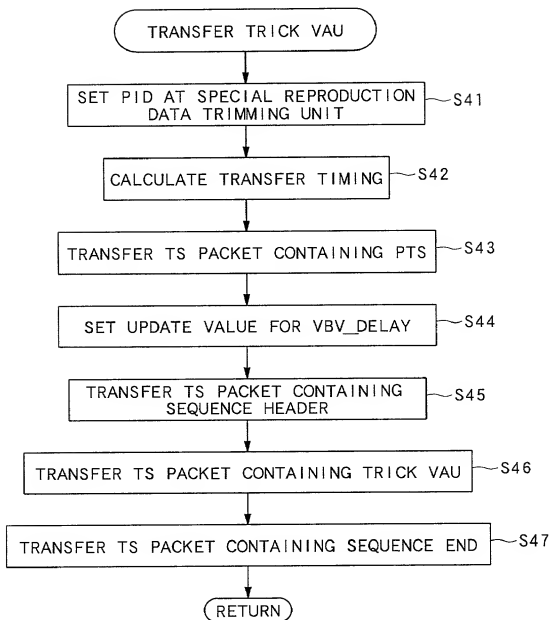 TRANSFER TRICK VAU
SET PID AT SPECIAL REPRODUCTION
DATA TRIMMING UNIT
S41
CALCULATE TRANSFER TIMING
S42
TRANSFER TS PACKET CONTAINING PTS
S43
SET UPDATE VALUE FOR VBV_DELAY
S44
TRANSFER TS PACKET CONTAINING
SEQUENCE HEADER
S45
TRANSFER TS PACKET CONTAINING TRICK VAU
S46
TRANSFER TS PACKET CONTAINING SEQUENCE END
S47
RETURN